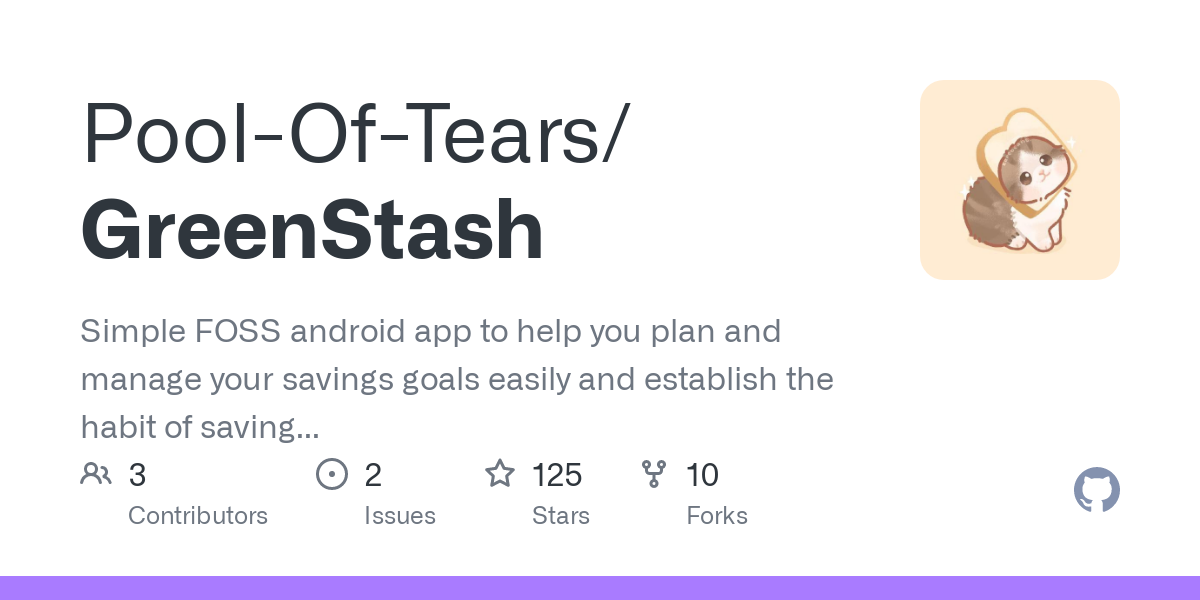 Pool-Of-Tears/
GreenStash
Simple FOSS android app to help you plan and
manage your savings goals easily and establish the
habit of saving...
3 2 125 10
Contributors Issues Stars Forks